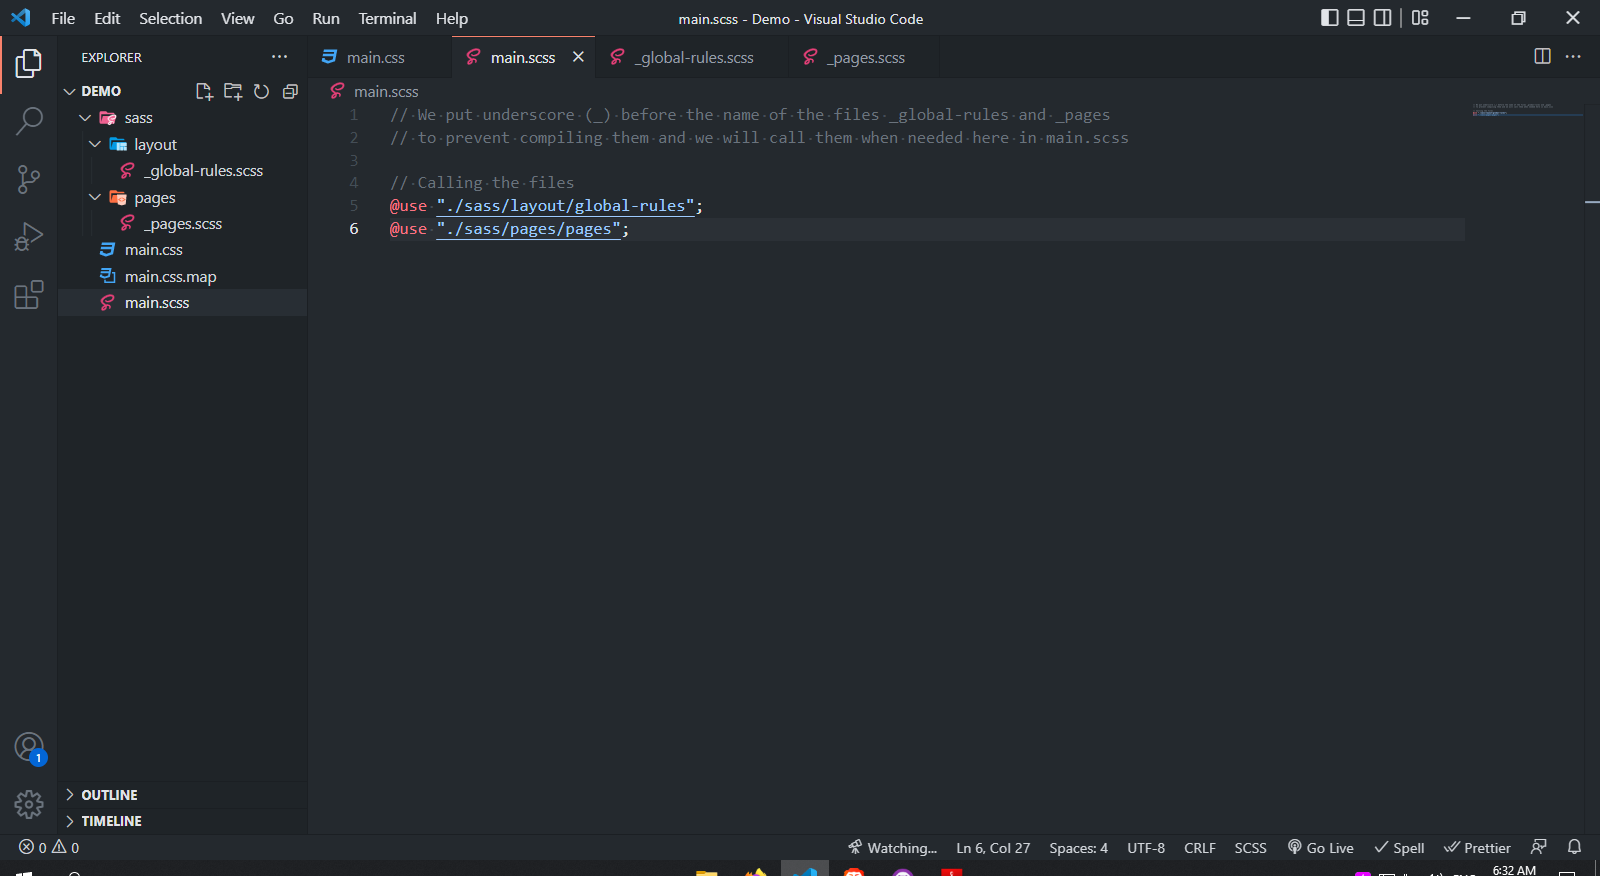 File Edit Selection View Go Run Terminal Help
main.scss - Demo - Visual Studio Code
EXPLORER
main.css
main.scss
_global-rules.scss
_pages.scss
DEMO
sass
layout
_global-rules.scss
pages
_pages.scss
main.css
main.css.map
main.scss
main.scss
1 // We put underscore (_) before the name of the files _global-rules and _pages
2 // to prevent compiling them and we will call them when needed here in main.scss
3
4 // Calling the files
5 @use "./sass/layout/global-rules";
6 @use "./sass/pages/pages";
1
OUTLINE
TIMELINE
0 0
Watching... Ln 6, Col 27 Spaces: 4 UTF-8 CRLF SCSS Go Live Spell Prettier
6:32 AM